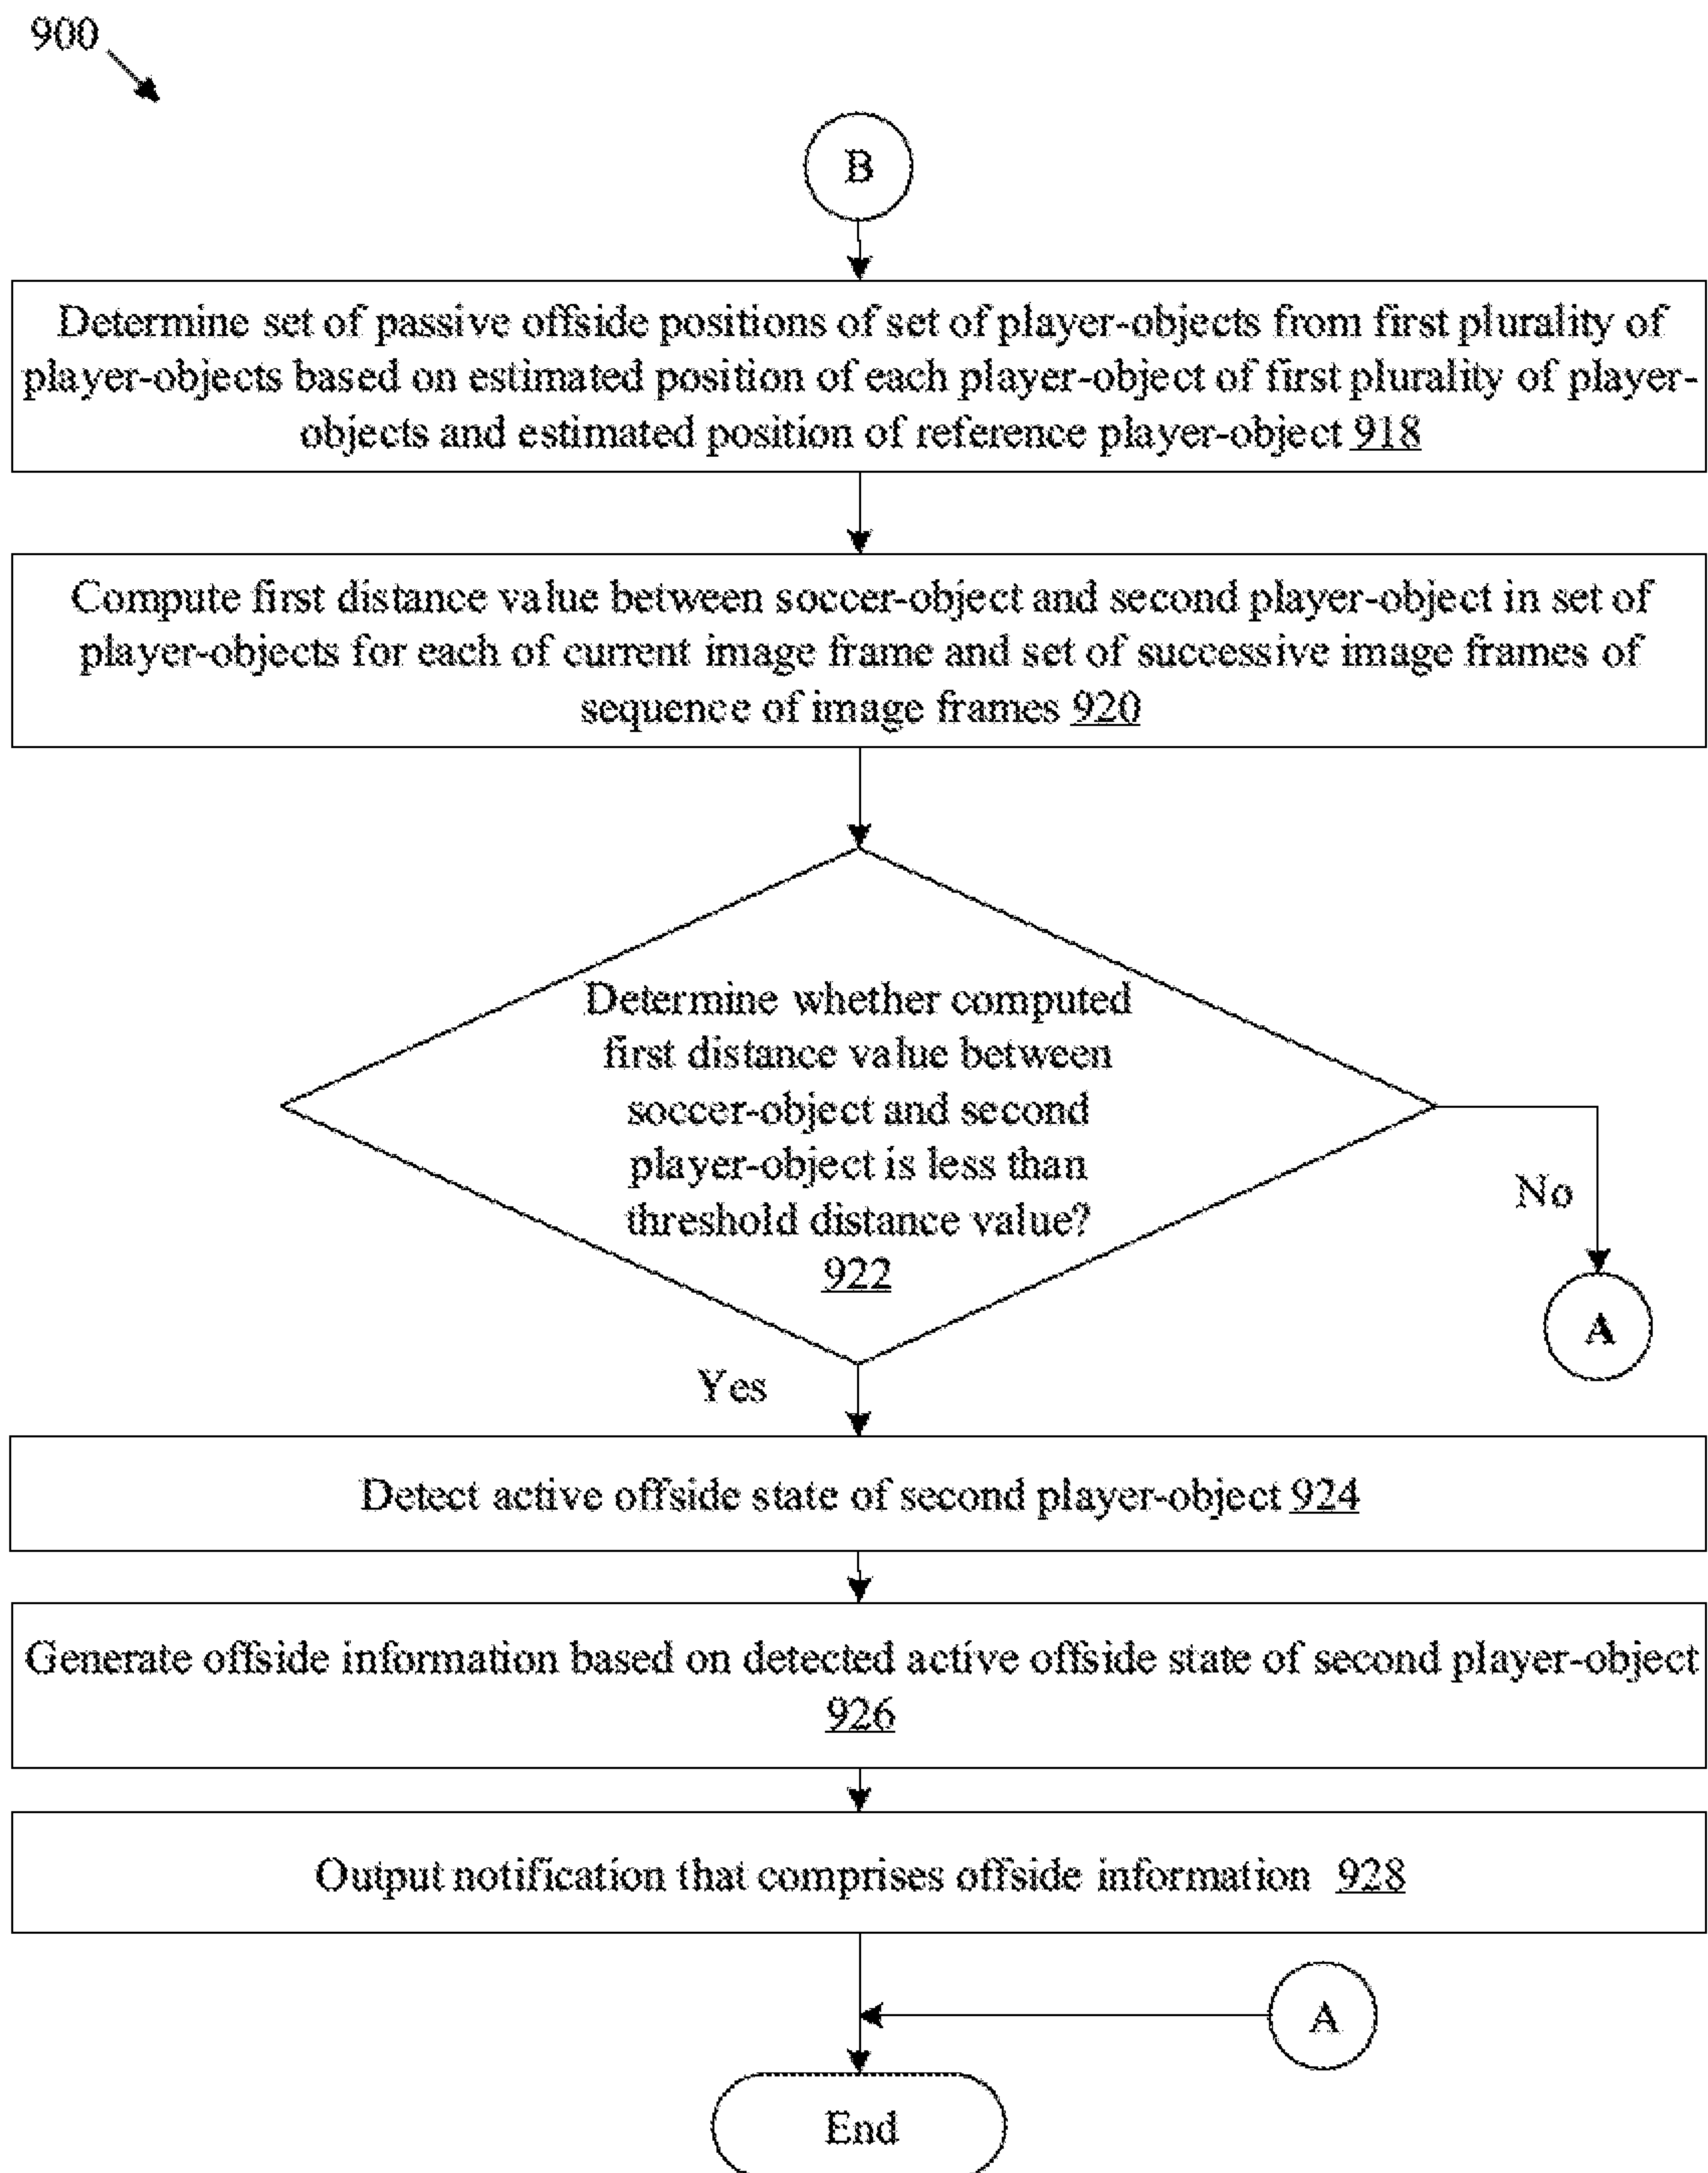 900
B
Determine set of passive offside positions of set of player-objects from first plurality of
player-objects based on estimated position of each player-object of first plurality of player-
objects and estimated position of reference player-object 918
Compute first distance value between soccer-object and second player-object in set of
player-objects for each of current image frame and set of successive image frames of
sequence of image frames 920
Determine whether computed
first distance value between
soccer-object and second
player-object is less than
threshold distance value?
922
No
A
Yes
Detect active offside state of second player-object 924
Generate offside information based on detected active offside state of second player-object
926
Output notification that comprises offside information 928
A
End